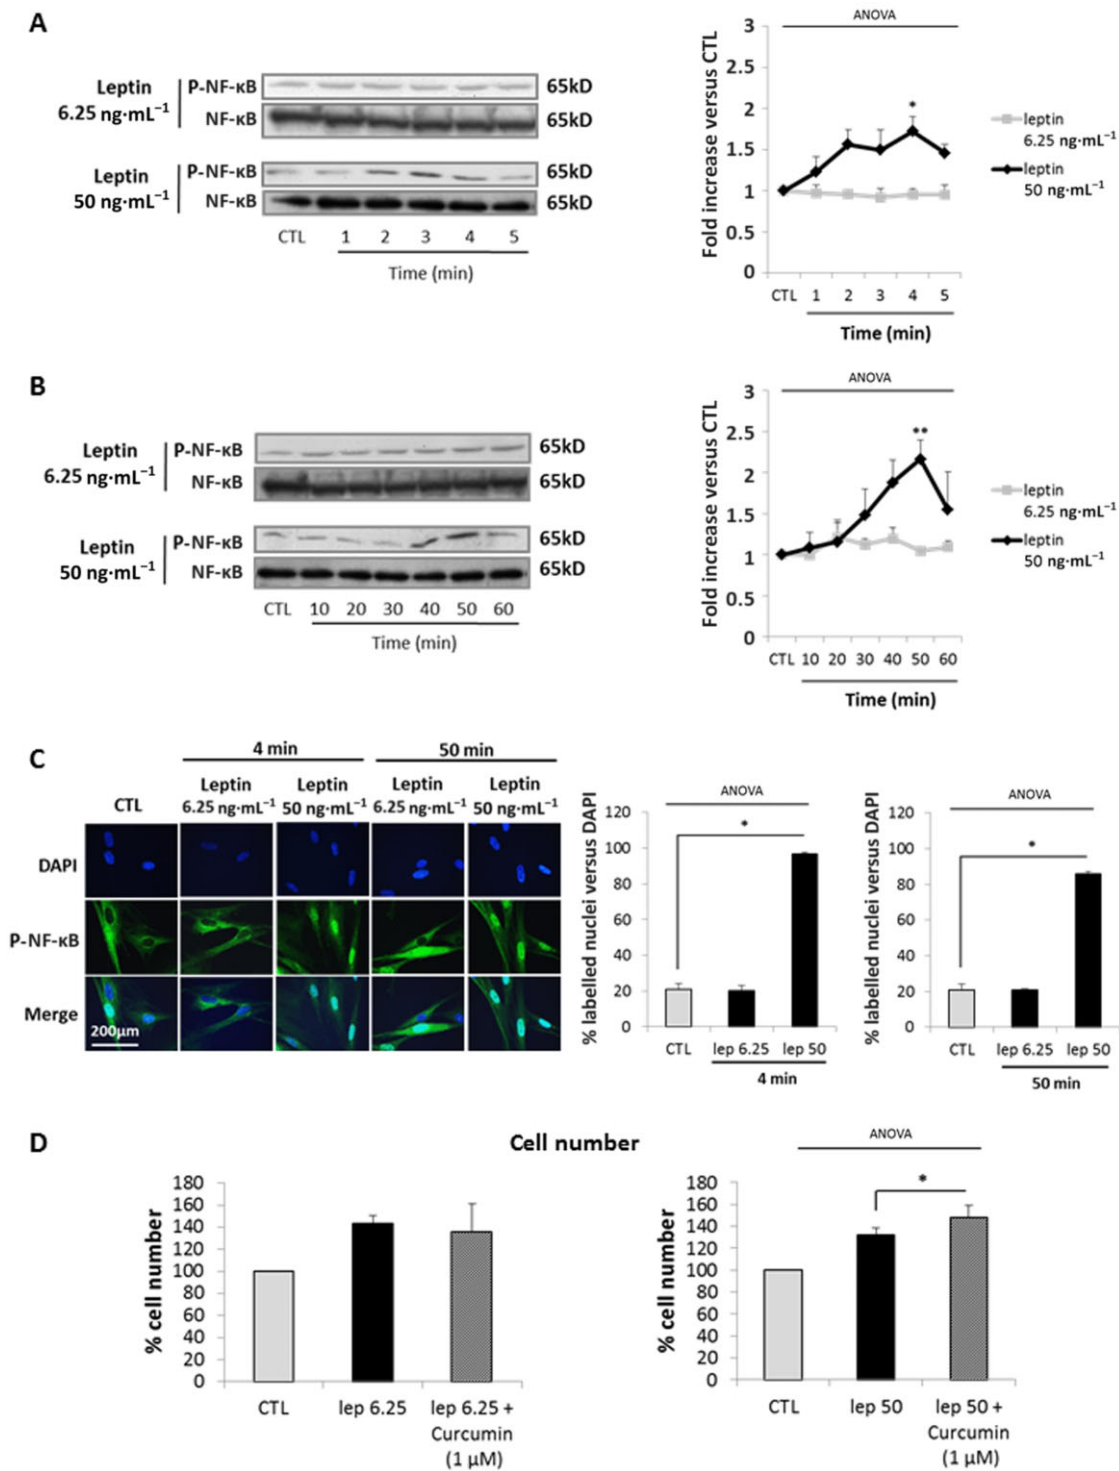 A
Leptin
6.25 ng·mL⁻¹
P-NF-κB
65kD
NF-κB
65kD
Leptin
50 ng·mL⁻¹
P-NF-κB
65kD
NF-κB
65kD
CTL 1 2 3 4 5
Time (min)
ANOVA
Fold increase versus CTL
3
2.5
2
1.5
1
0.5
0
*
leptin
6.25 ng·mL⁻¹
leptin
50 ng·mL⁻¹
CTL 1 2 3 4 5
Time (min)
B
Leptin
6.25 ng·mL⁻¹
P-NF-κB
65kD
NF-κB
65kD
Leptin
50 ng·mL⁻¹
P-NF-κB
65kD
NF-κB
65kD
CTL 10 20 30 40 50 60
Time (min)
ANOVA
Fold increase versus CTL
3
2.5
2
1.5
1
0.5
0
**
leptin
6.25 ng·mL⁻¹
leptin
50 ng·mL⁻¹
CTL 10 20 30 40 50 60
Time (min)
C
4 min 50 min
CTL
Leptin
6.25 ng·mL⁻¹
Leptin
50 ng·mL⁻¹
Leptin
6.25 ng·mL⁻¹
Leptin
50 ng·mL⁻¹
DAPI
P-NF-κB
Merge
200μm
ANOVA
% labelled nuclei versus DAPI
120
100
80
60
40
20
0
*
CTL lep 6.25 lep 50
4 min
ANOVA
% labelled nuclei versus DAPI
120
100
80
60
40
20
0
*
CTL lep 6.25 lep 50
50 min
D
Cell number
% cell number
180
160
140
120
100
80
60
40
20
0
CTL lep 6.25 lep 6.25 +
Curcumin
(1 μM)
ANOVA
% cell number
180
160
140
120
100
80
60
40
20
0
*
CTL lep 50 lep 50 +
Curcumin
(1 μM)